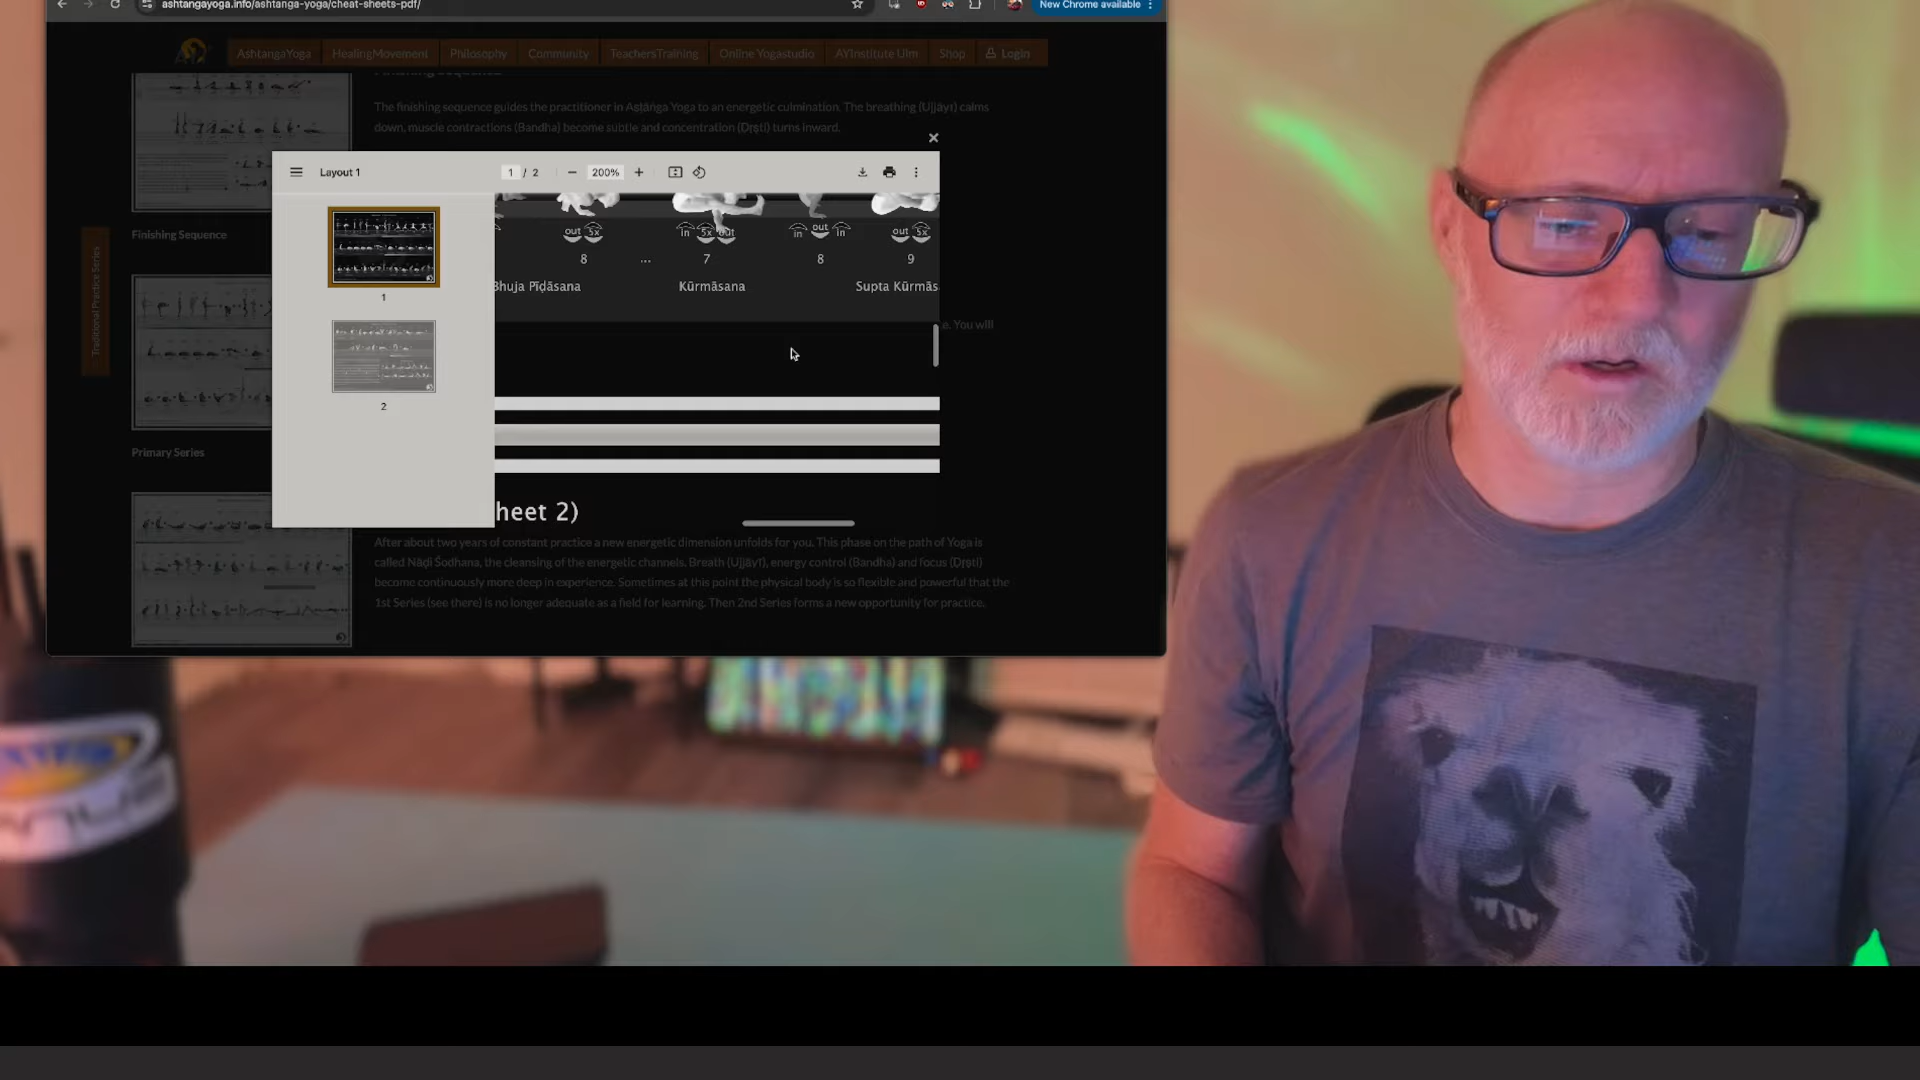 ashtangayoga.info/ashtanga-yoga/cheat-sheets-pdf/
New Chrome available
AshtangaYoga
HealingMovement
Philosophy
Community
TeachersTraining
Online Yogastudio
AYInstitute Ulm
Shop
Login
The finishing sequence guides the practitioner in Aṣṭāṅga Yoga to an energetic culmination. The breathing (Ujjāyī) calms
down, muscle contractions (Bandha) become subtle and concentration (Dṛṣṭi) turns inward.
Layout 1
1 / 2
200%
out 5x
in 5x out
in out in
out 5x
8 ... 7 8 9
Bhuja Pīḍāsana
Kūrmāsana
Supta Kūrmās
1
2
Finishing Sequence
Traditional Practice Series
e. You will
Primary Series
heet 2)
After about two years of constant practice a new energetic dimension unfolds for you. This phase on the path of Yoga is
called Nāḍī Śodhana, the cleansing of the energetic channels. Breath (Ujjāyī), energy control (Bandha) and focus (Dṛṣṭi)
become continuously more deep in experience. Sometimes at this point the physical body is so flexible and powerful that the
1st Series (see there) is no longer adequate as a field for learning. Then 2nd Series forms a new opportunity for practice.